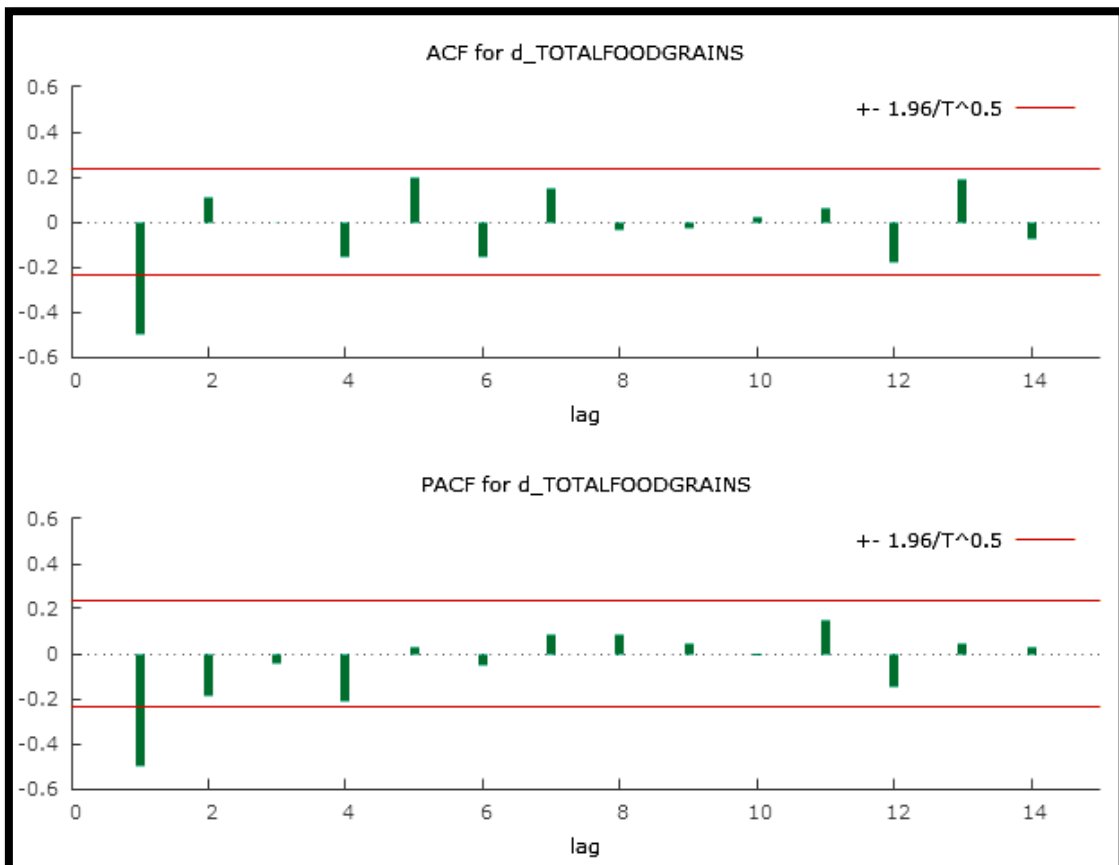 ACF for d_TOTALFOODGRAINS
+- 1.96/T^0.5
0.6
0.4
0.2
0
-0.2
-0.4
-0.6
0 2 4 6 8 10 12 14
lag
PACF for d_TOTALFOODGRAINS
+- 1.96/T^0.5
0.6
0.4
0.2
0
-0.2
-0.4
-0.6
0 2 4 6 8 10 12 14
lag